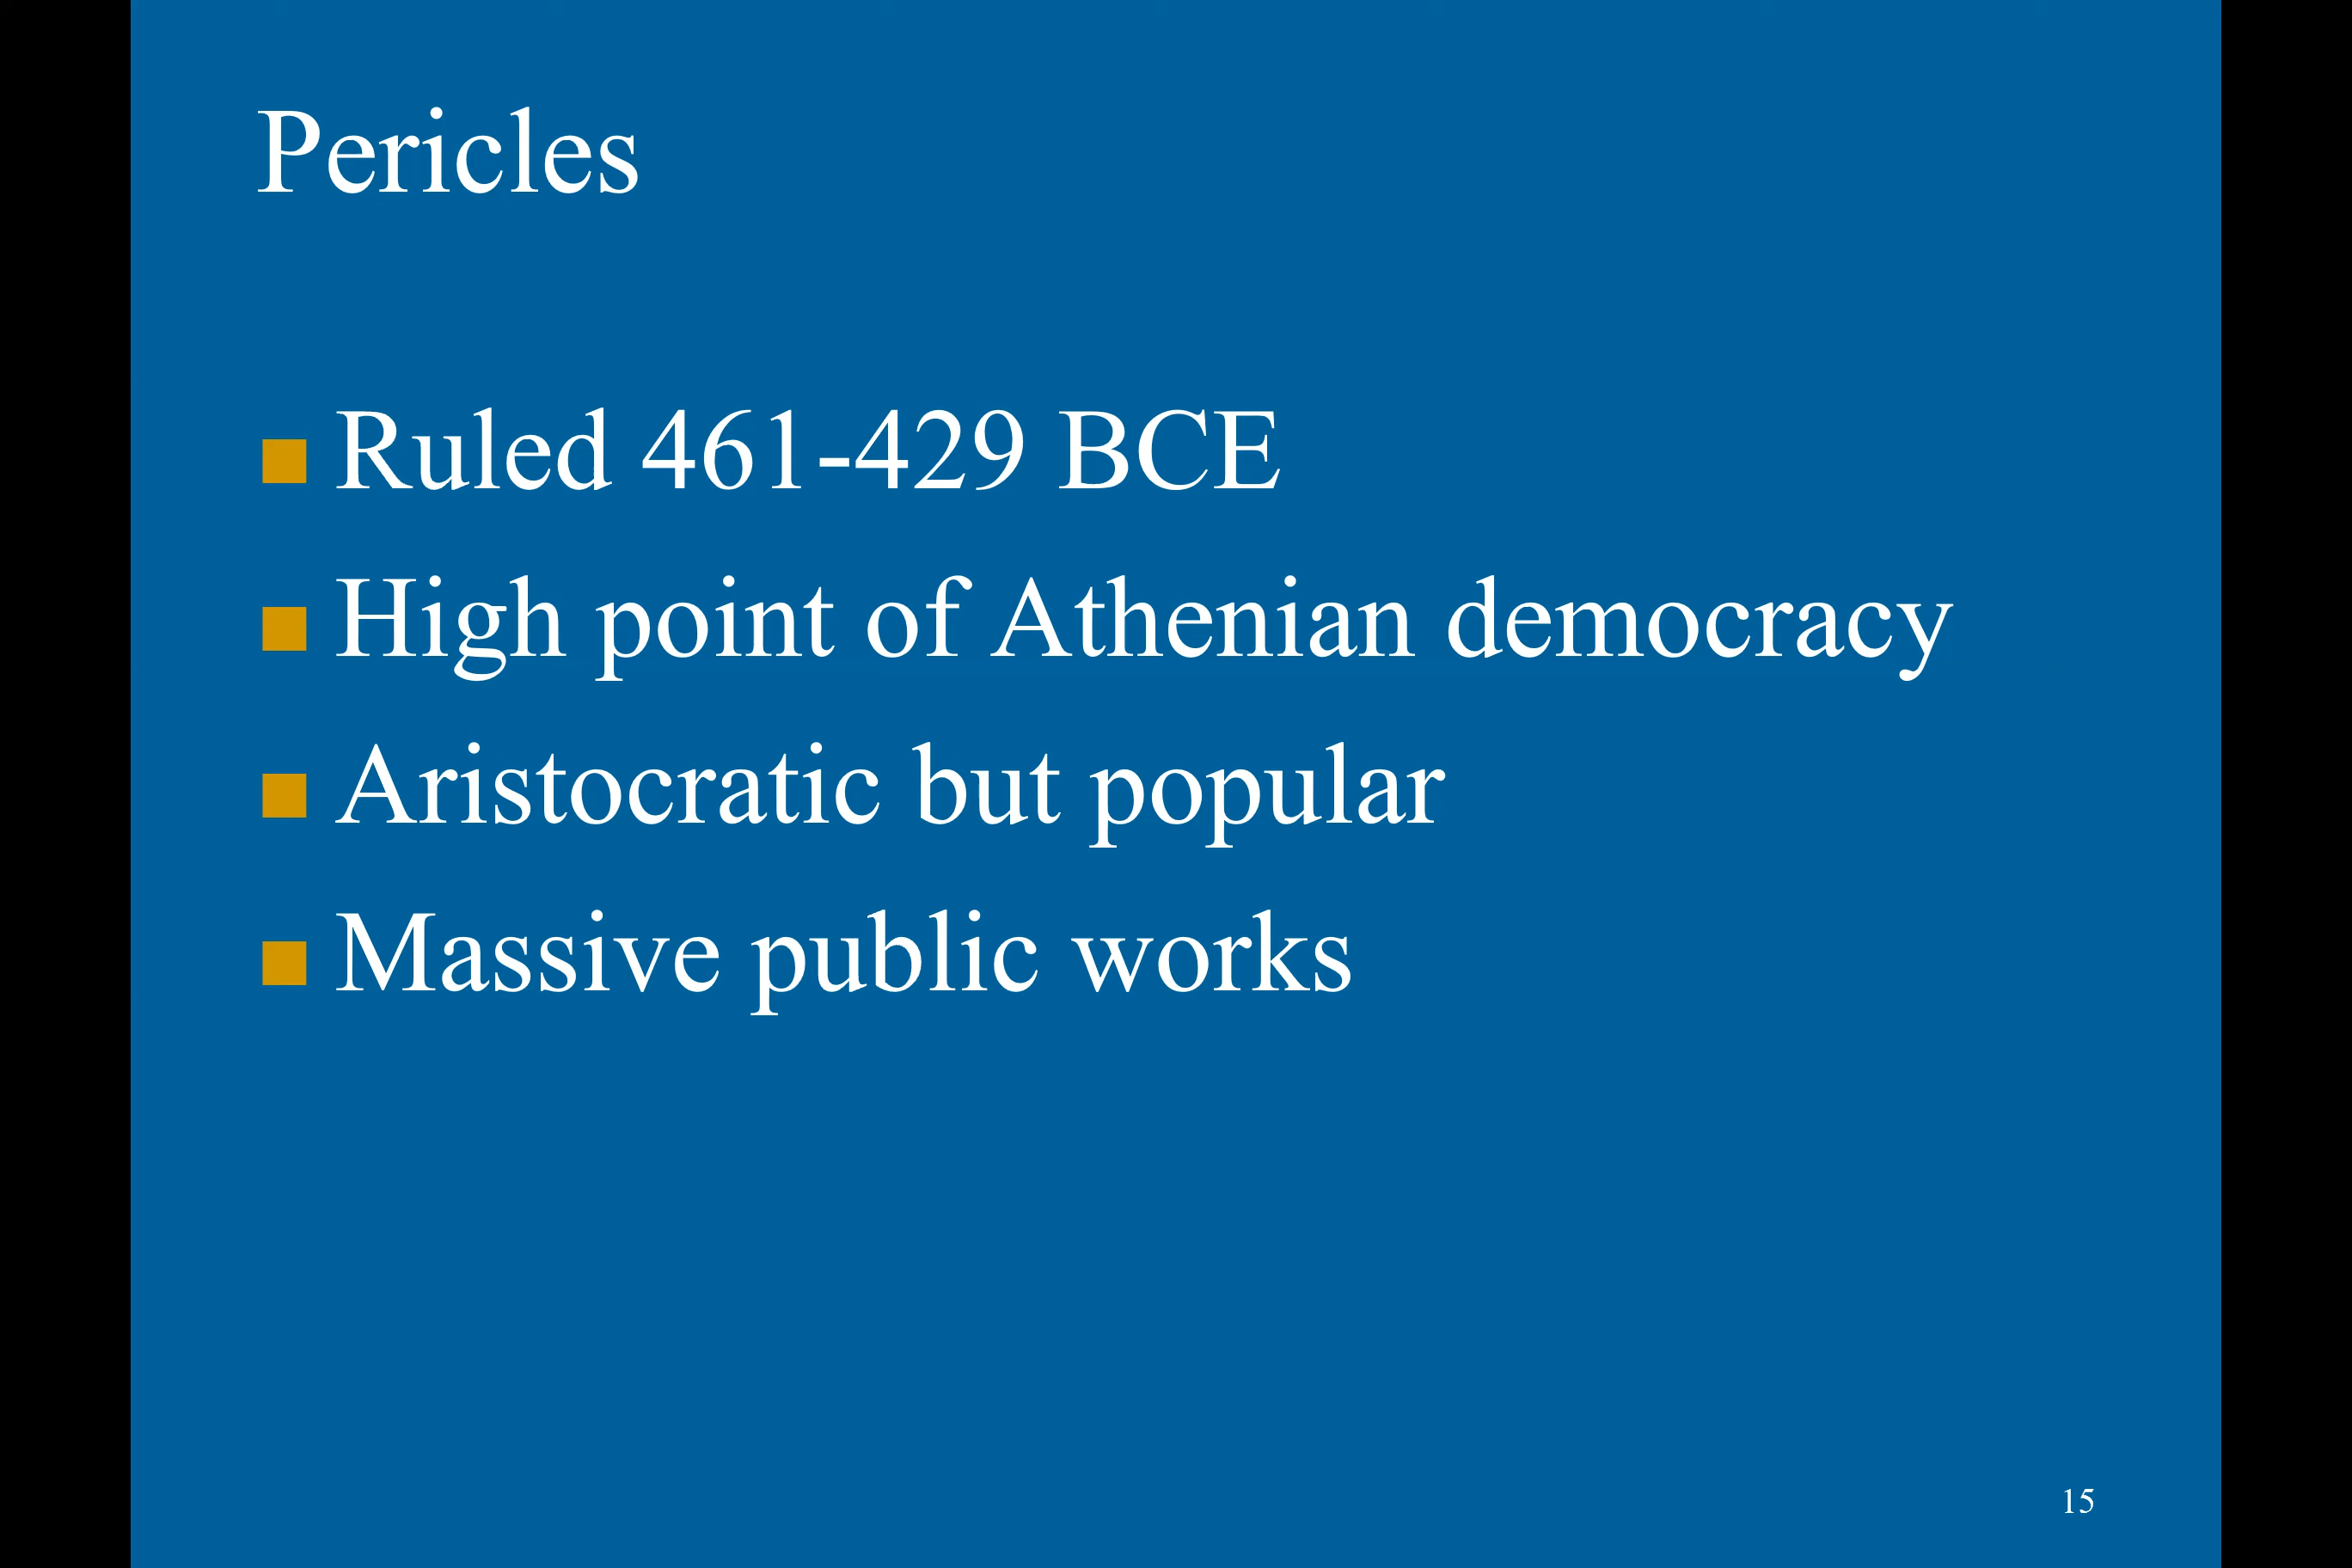 Pericles
Ruled 461-429 BCE
High point of Athenian democracy
Aristocratic but popular
Massive public works
15